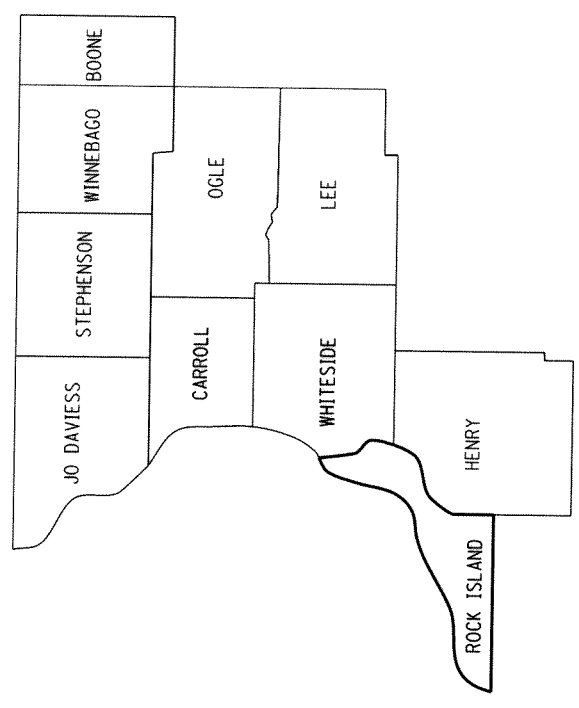 JO DAVIESS
STEPHENSON
WINNEBAGO
BOONE
CARROLL
OGLE
WHITESIDE
LEE
ROCK ISLAND
HENRY